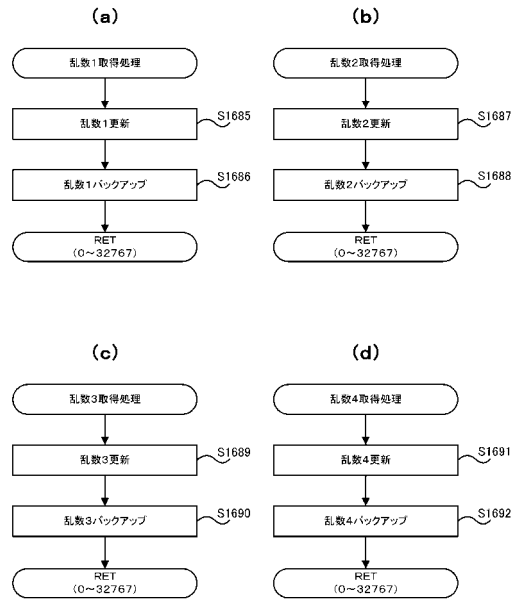 (a)
乱数1取得処理
乱数1更新
S1685
乱数1バックアップ
S1686
RET
(0～32767)
(b)
乱数2取得処理
乱数2更新
S1687
乱数2バックアップ
S1688
RET
(0～32767)
(c)
乱数3取得処理
乱数3更新
S1689
乱数3バックアップ
S1690
RET
(0～32767)
(d)
乱数4取得処理
乱数4更新
S1691
乱数4バックアップ
S1692
RET
(0～32767)